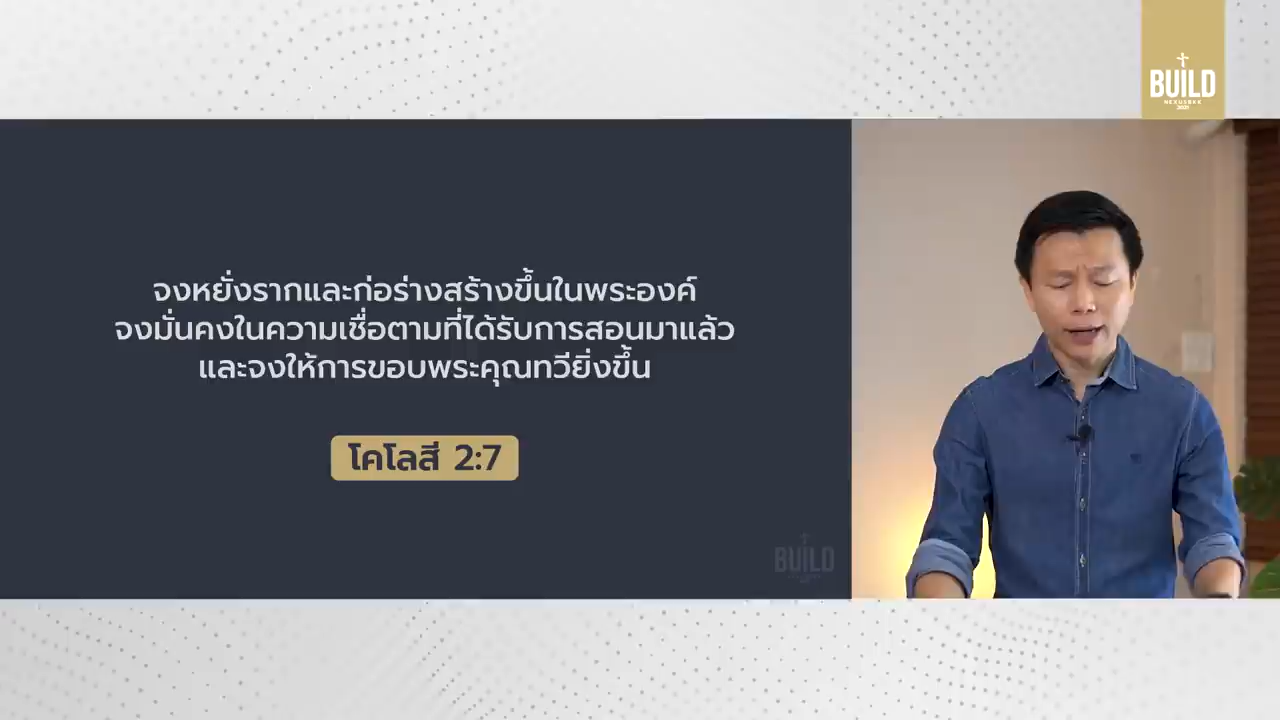 BUILD
NEXUSBKK
2021
จงหยั่งรากและก่อร่างสร้างขึ้นในพระองค์
จงมั่นคงในความเชื่อตามที่ได้รับการสอนมาแล้ว
และจงให้การขอบพระคุณทวียิ่งขึ้น
โคโลสี 2:7
BUILD